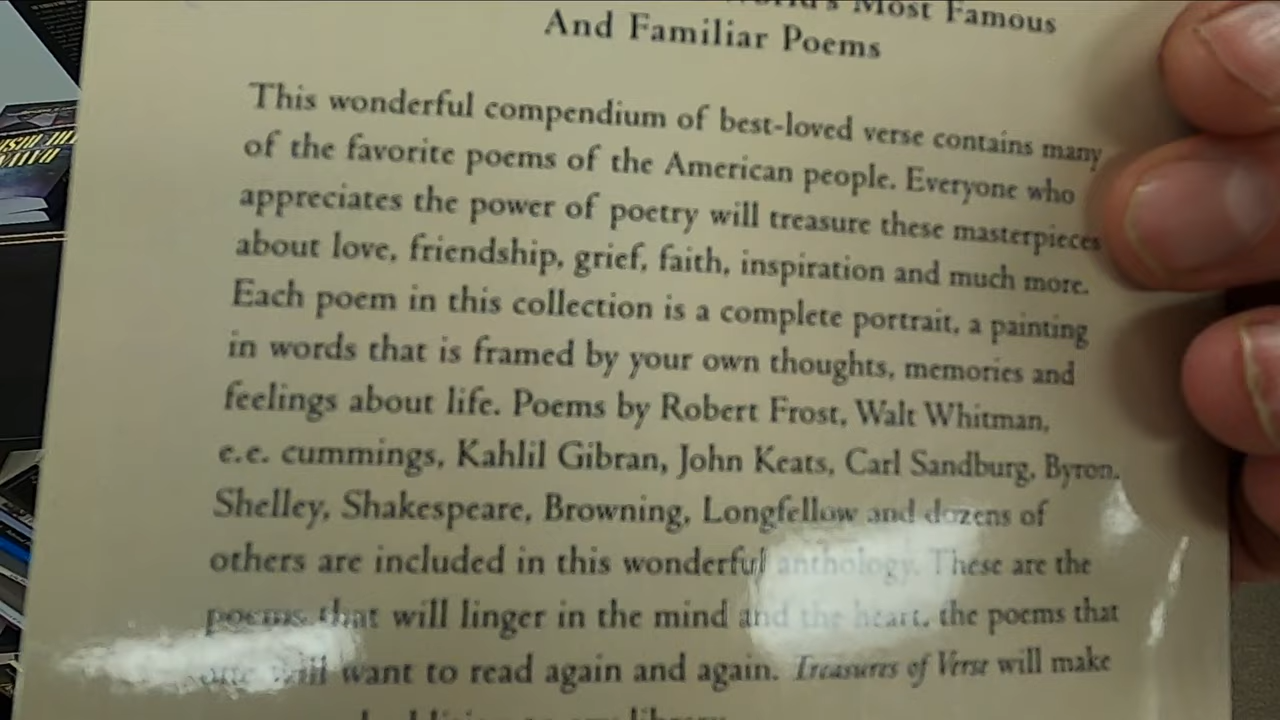 Most Famous
And Familiar Poems
This wonderful compendium of best-loved verse contains many
of the favorite poems of the American people. Everyone who
appreciates the power of poetry will treasure these masterpieces
about love, friendship, grief, faith, inspiration and much more.
Each poem in this collection is a complete portrait, a painting
in words that is framed by your own thoughts, memories and
feelings about life. Poems by Robert Frost, Walt Whitman,
e.e. cummings, Kahlil Gibran, John Keats, Carl Sandburg, Byron,
Shelley, Shakespeare, Browning, Longfellow and dozens of
others are included in this wonderful anthology. These are the
poems that will linger in the mind and the heart, the poems that
will want to read again and again. Treasures of Verse will make
library